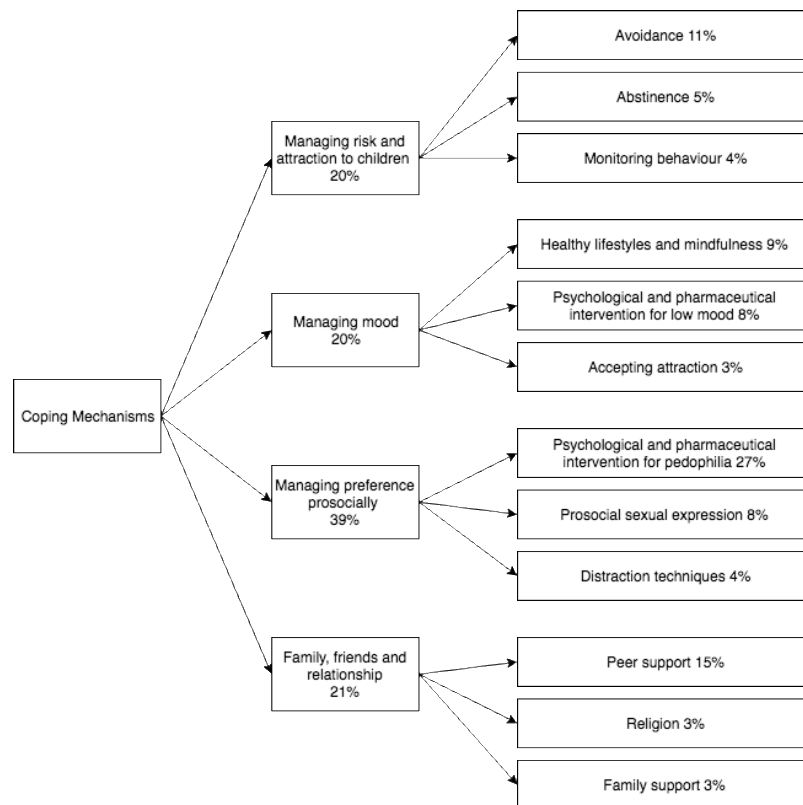 Coping Mechanisms
Managing risk and
attraction to children
20%
Avoidance 11%
Abstinence 5%
Monitoring behaviour 4%
Managing mood
20%
Healthy lifestyles and mindfulness 9%
Psychological and pharmaceutical
intervention for low mood 8%
Accepting attraction 3%
Managing preference
prosocially
39%
Psychological and pharmaceutical
intervention for pedophilia 27%
Prosocial sexual expression 8%
Distraction techniques 4%
Family, friends and
relationship
21%
Peer support 15%
Religion 3%
Family support 3%